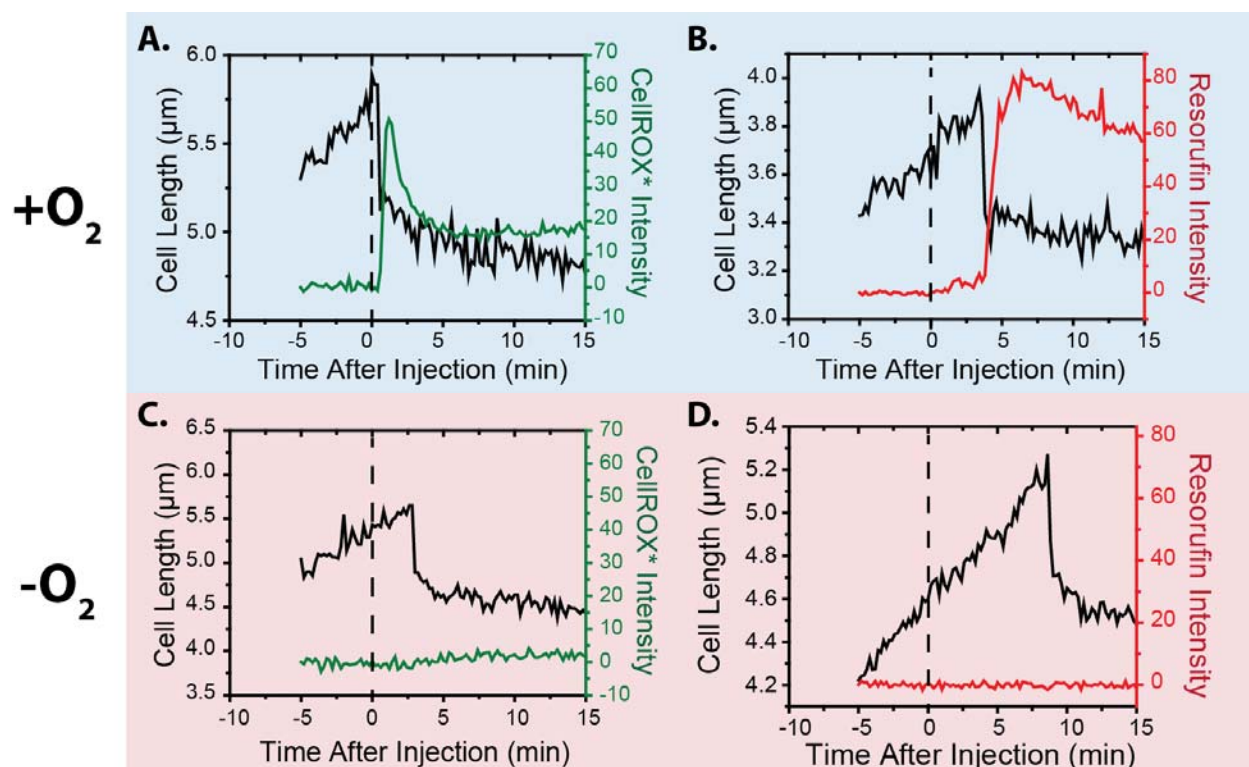 +O2
A.
6.0
5.5
5.0
4.5
Cell Length (μm)
70
60
50
40
30
20
10
0
-10
CellROX* Intensity
-10 -5 0 5 10 15
Time After Injection (min)
B.
4.0
3.8
3.6
3.4
3.2
3.0
Cell Length (μm)
80
60
40
20
0
Resorufin Intensity
-10 -5 0 5 10 15
Time After Injection (min)
-O2
C.
6.5
6.0
5.5
5.0
4.5
4.0
3.5
Cell Length (μm)
70
60
50
40
30
20
10
0
-10
CellROX* Intensity
-10 -5 0 5 10 15
Time After Injection (min)
D.
5.4
5.2
5.0
4.8
4.6
4.4
4.2
Cell Length (μm)
80
60
40
20
0
Resorufin Intensity
-10 -5 0 5 10 15
Time After Injection (min)